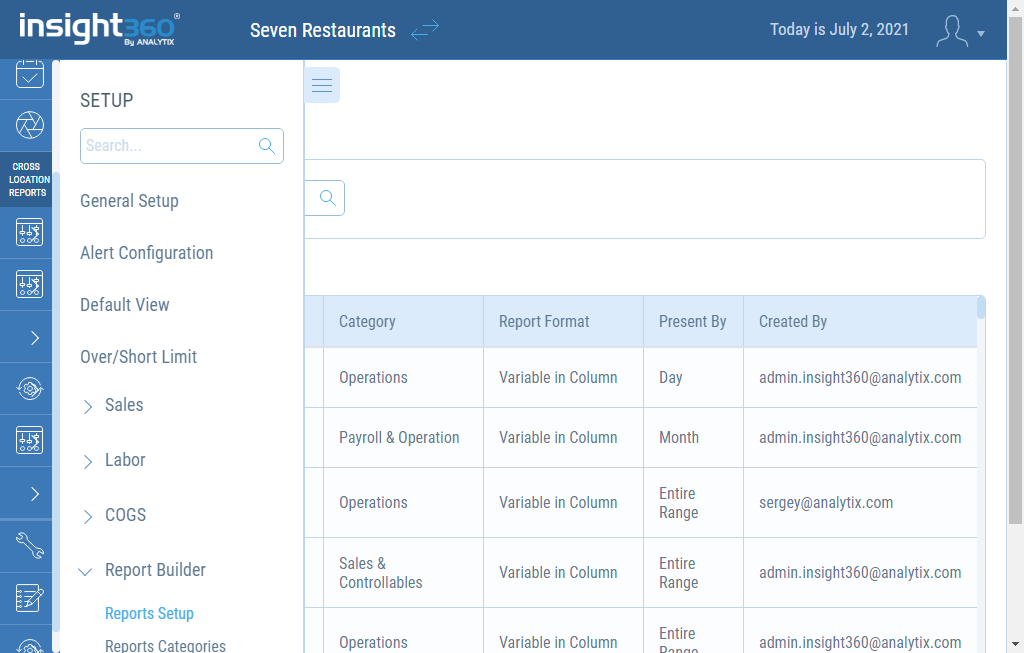 insight360®
By ANALYTIX
Seven Restaurants
Today is July 2, 2021
CROSS
LOCATION
REPORTS
SETUP
Search...
General Setup
Alert Configuration
Default View
Over/Short Limit
Sales
Labor
COGS
Report Builder
Reports Setup
Reports Categories
Category Report Format Present By Created By
Operations Variable in Column Day admin.insight360@analytix.com
Payroll & Operation Variable in Column Month admin.insight360@analytix.com
Operations Variable in Column Entire
Range sergey@analytix.com
Sales &
Controllables Variable in Column Entire
Range admin.insight360@analytix.com
Operations Variable in Column Entire
Range admin.insight360@analytix.com